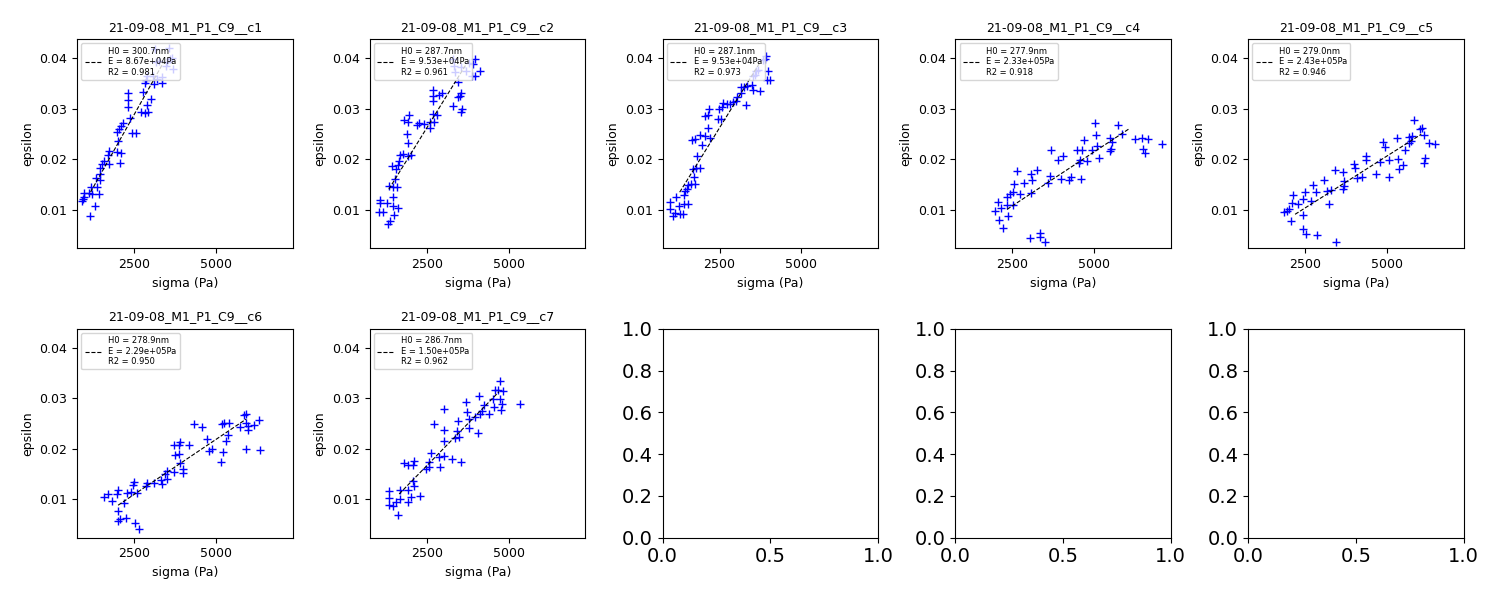 21-09-08_M1_P1_C9__c1
21-09-08_M1_P1_C9__c2
21-09-08_M1_P1_C9__c3
21-09-08_M1_P1_C9__c4
21-09-08_M1_P1_C9__c5
H0 = 300.7nm
E = 8.67e+04Pa
R2 = 0.981
H0 = 287.7nm
E = 9.53e+04Pa
R2 = 0.961
H0 = 287.1nm
E = 9.53e+04Pa
R2 = 0.973
H0 = 277.9nm
E = 2.33e+05Pa
R2 = 0.918
H0 = 279.0nm
E = 2.43e+05Pa
R2 = 0.946
epsilon
0.04
0.03
0.02
0.01
2500 5000
sigma (Pa)
epsilon
0.04
0.03
0.02
0.01
2500 5000
sigma (Pa)
epsilon
0.04
0.03
0.02
0.01
2500 5000
sigma (Pa)
epsilon
0.04
0.03
0.02
0.01
2500 5000
sigma (Pa)
epsilon
0.04
0.03
0.02
0.01
2500 5000
sigma (Pa)
21-09-08_M1_P1_C9__c6
21-09-08_M1_P1_C9__c7
H0 = 278.9nm
E = 2.29e+05Pa
R2 = 0.950
H0 = 286.7nm
E = 1.50e+05Pa
R2 = 0.962
epsilon
0.04
0.03
0.02
0.01
2500 5000
sigma (Pa)
epsilon
0.04
0.03
0.02
0.01
2500 5000
sigma (Pa)
1.0
0.8
0.6
0.4
0.2
0.0
0.0 0.5 1.0
1.0
0.8
0.6
0.4
0.2
0.0
0.0 0.5 1.0
1.0
0.8
0.6
0.4
0.2
0.0
0.0 0.5 1.0